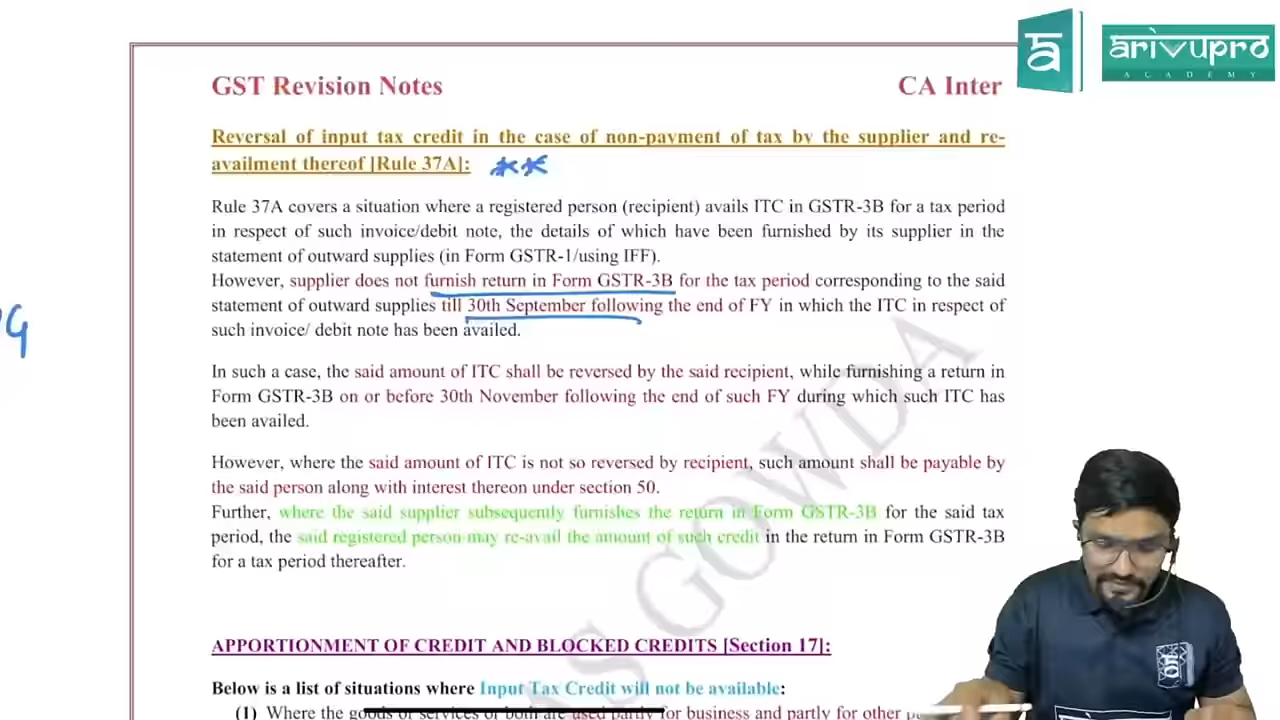 arivupro
ACADEMY
GST Revision Notes CA Inter
Reversal of input tax credit in the case of non-payment of tax by the supplier and re-
availment thereof [Rule 37A]:
Rule 37A covers a situation where a registered person (recipient) avails ITC in GSTR-3B for a tax period
in respect of such invoice/debit note, the details of which have been furnished by its supplier in the
statement of outward supplies (in Form GSTR-1/using IFF).
However, supplier does not furnish return in Form GSTR-3B for the tax period corresponding to the said
statement of outward supplies till 30th September following the end of FY in which the ITC in respect of
such invoice/ debit note has been availed.
In such a case, the said amount of ITC shall be reversed by the said recipient, while furnishing a return in
Form GSTR-3B on or before 30th November following the end of such FY during which such ITC has
been availed.
However, where the said amount of ITC is not so reversed by recipient, such amount shall be payable by
the said person along with interest thereon under section 50.
Further, where the said supplier subsequently furnishes the return in Form GSTR-3B for the said tax
period, the said registered person may re-avail the amount of such credit in the return in Form GSTR-3B
for a tax period thereafter.
AS GOWDA
APPORTIONMENT OF CREDIT AND BLOCKED CREDITS [Section 17]:
Below is a list of situations where Input Tax Credit will not be available:
(1) Where the goods or services or both are used partly for business and partly for other